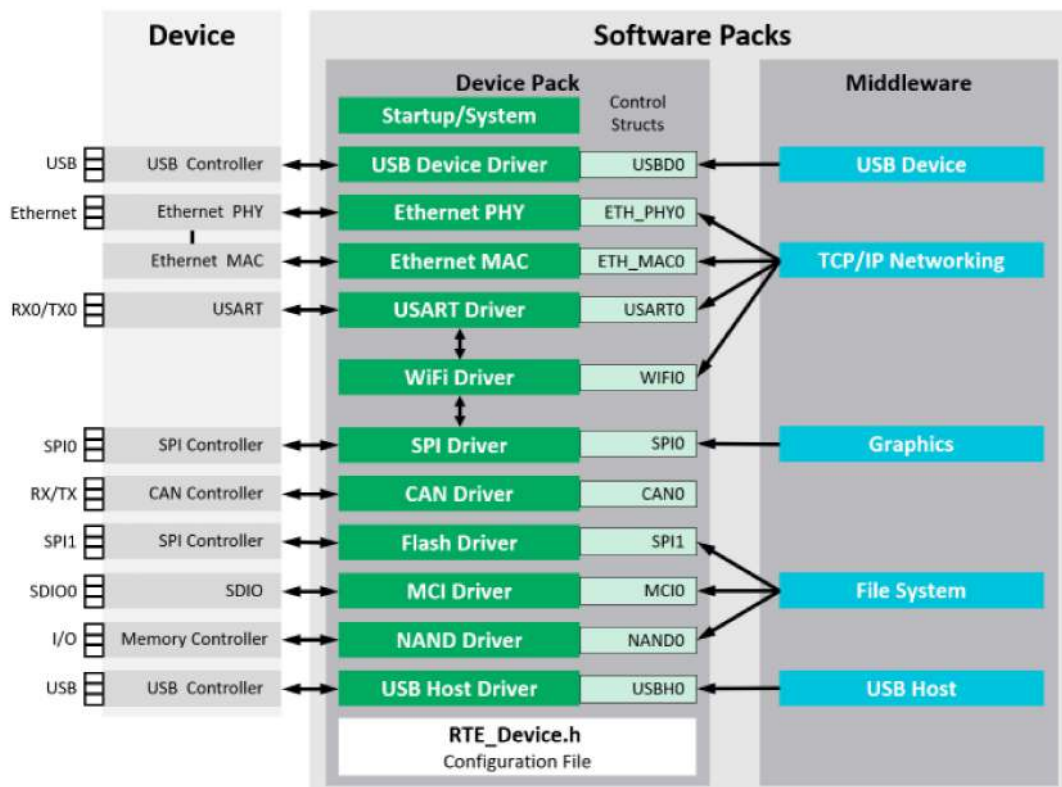 Device
Software Packs
Device Pack
Middleware
Startup/System
Control
Structs
USB
USB Controller
USB Device Driver
USBD0
USB Device
Ethernet
Ethernet PHY
Ethernet PHY
ETH_PHY0
Ethernet MAC
Ethernet MAC
ETH_MAC0
TCP/IP Networking
RX0/TX0
USART
USART Driver
USART0
WiFi Driver
WIFI0
SPI0
SPI Controller
SPI Driver
SPI0
Graphics
RX/TX
CAN Controller
CAN Driver
CAN0
SPI1
SPI Controller
Flash Driver
SPI1
SDIO0
SDIO
MCI Driver
MCI0
File System
I/O
Memory Controller
NAND Driver
NAND0
USB
USB Controller
USB Host Driver
USBH0
USB Host
RTE_Device.h
Configuration File